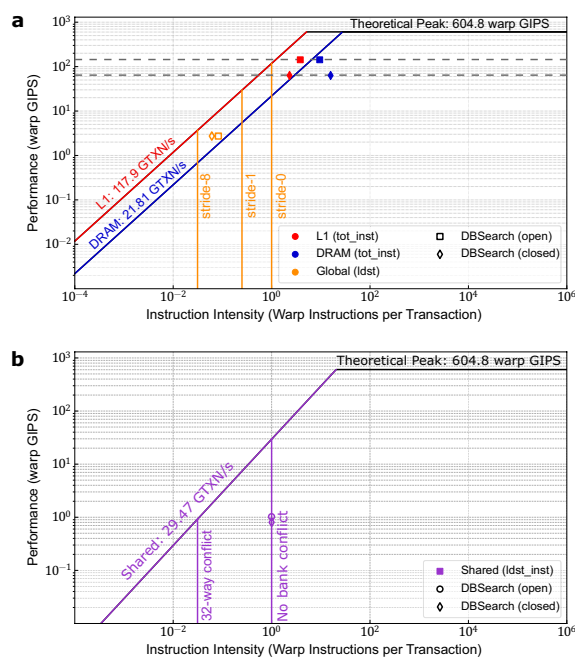 a
Theoretical Peak: 604.8 warp GIPS
10³
10²
10¹
10⁰
10⁻¹
10⁻²
Performance (warp GIPS)
L1: 117.9 GTXN/s
DRAM: 21.81 GTXN/s
stride-8
stride-1
stride-0
L1 (tot_inst)
DRAM (tot_inst)
Global (ldst)
DBSearch (open)
DBSearch (closed)
10⁻⁴ 10⁻² 10⁰ 10² 10⁴ 10⁶
Instruction Intensity (Warp Instructions per Transaction)
b
Theoretical Peak: 604.8 warp GIPS
10³
10²
10¹
10⁰
10⁻¹
Performance (warp GIPS)
Shared: 29.47 GTXN/s
32-way conflict
No bank conflict
Shared (ldst_inst)
DBSearch (open)
DBSearch (closed)
10⁻² 10⁰ 10² 10⁴ 10⁶
Instruction Intensity (Warp Instructions per Transaction)